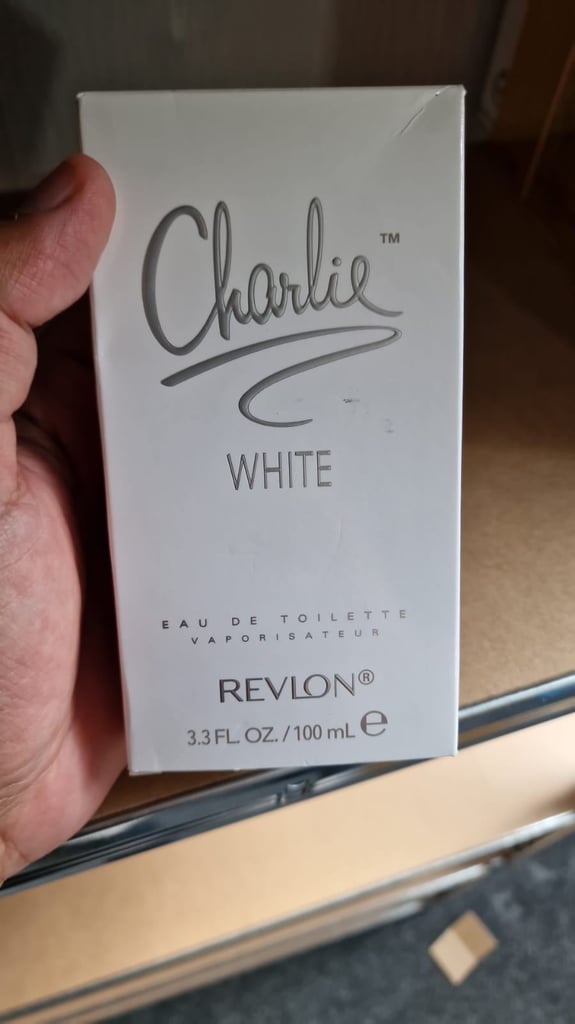 Charlie™
WHITE
EAU DE TOILETTE
VAPORISATEUR
REVLON®
3.3 FL. OZ. / 100 mL ℮